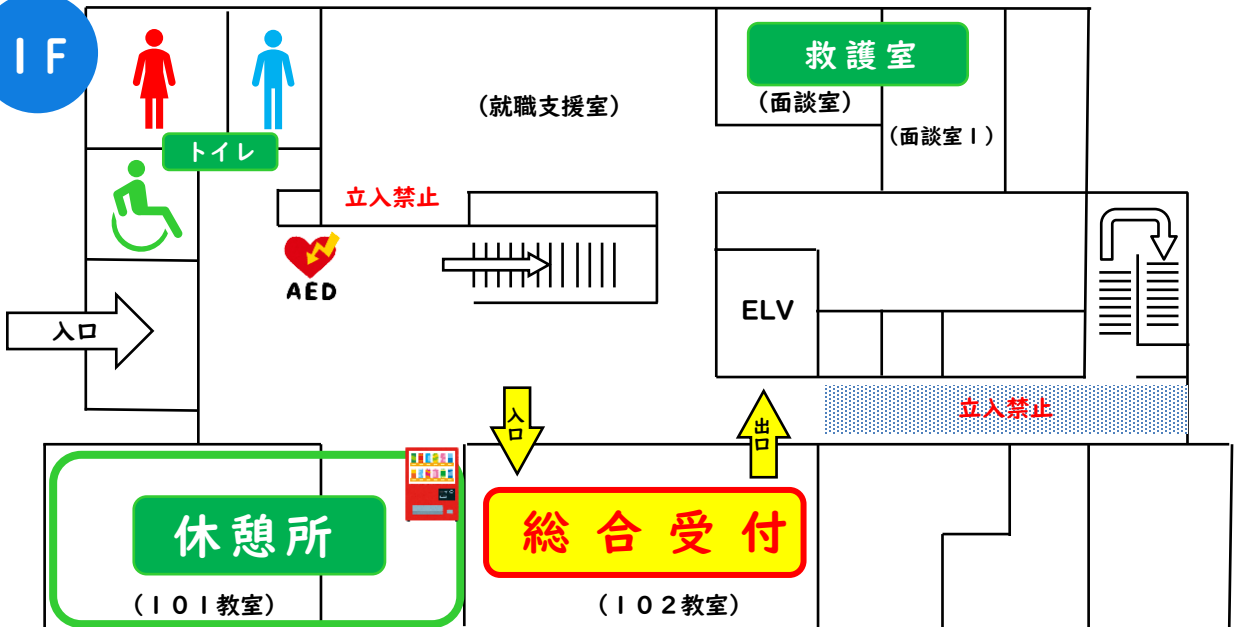 1F
救護室
(就職支援室)
(面談室)
(面談室1)
トイレ
立入禁止
AED
ELV
入口
入口
出口
立入禁止
休憩所
総合受付
(101教室)
(102教室)